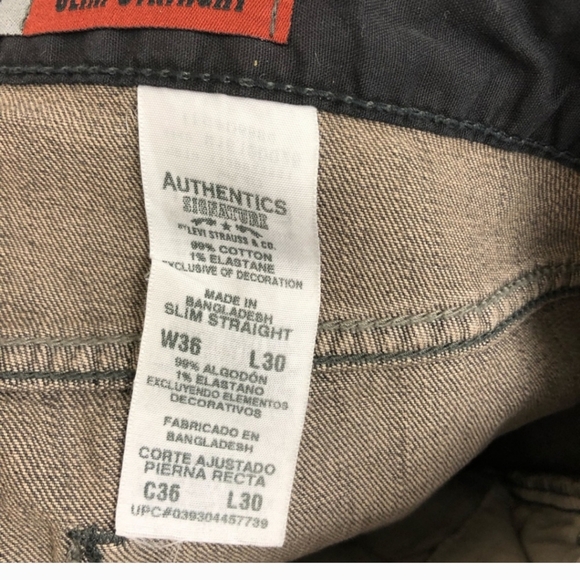 SLIM STRAIGHT
AUTHENTICS
SIGNATURE
BY LEVI STRAUSS & CO.
99% COTTON
1% ELASTANE
EXCLUSIVE OF DECORATION
MADE IN
BANGLADESH
SLIM STRAIGHT
W36 L30
99% ALGODÓN
1% ELASTANO
EXCLUYENDO ELEMENTOS
DECORATIVOS
FABRICADO EN
BANGLADESH
CORTE AJUSTADO
PIERNA RECTA
C36 L30
UPC#039304457739